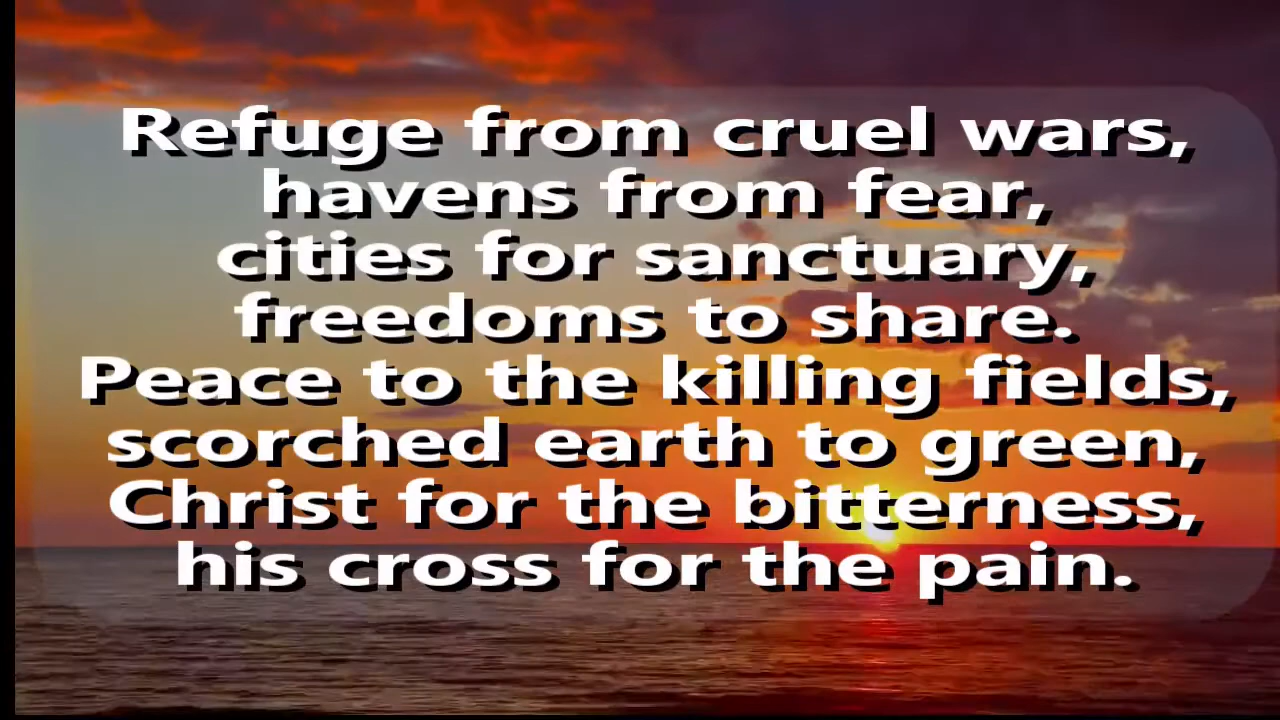 Refuge from cruel wars,
havens from fear,
cities for sanctuary,
freedoms to share.
Peace to the killing fields,
scorched earth to green,
Christ for the bitterness,
his cross for the pain.